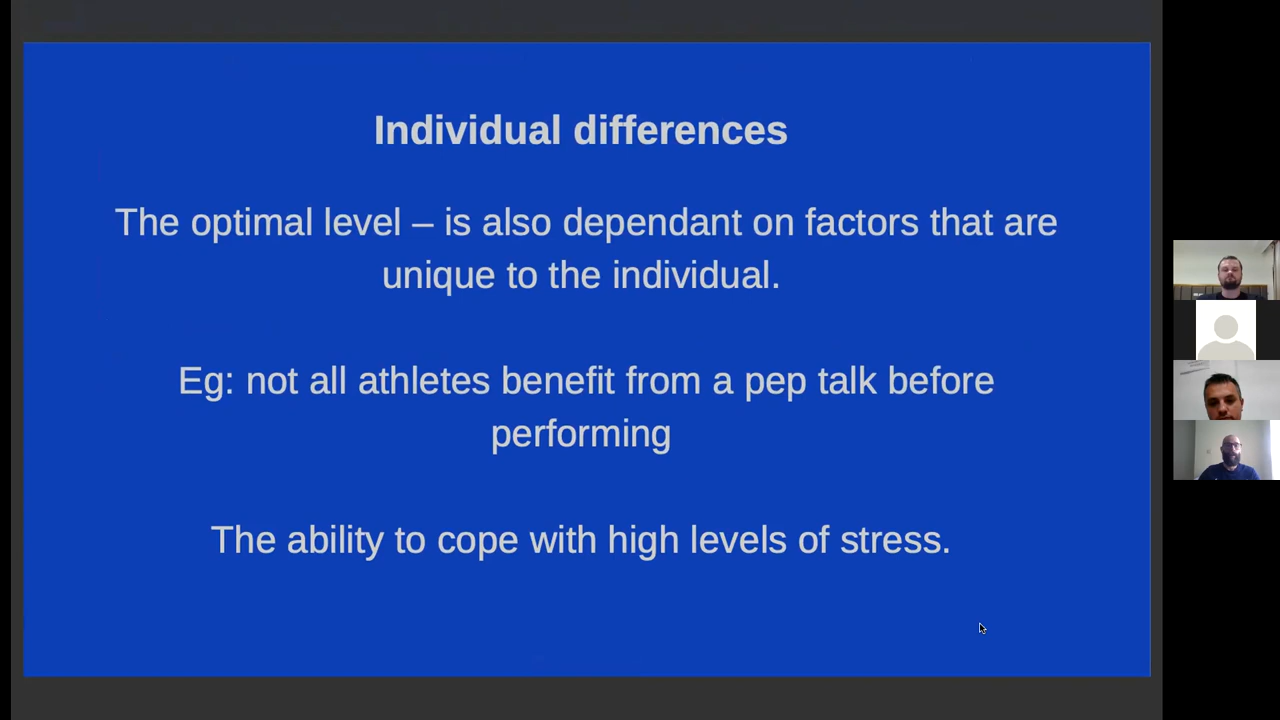 Individual differences
The optimal level – is also dependant on factors that are
unique to the individual.
Eg: not all athletes benefit from a pep talk before
performing
The ability to cope with high levels of stress.